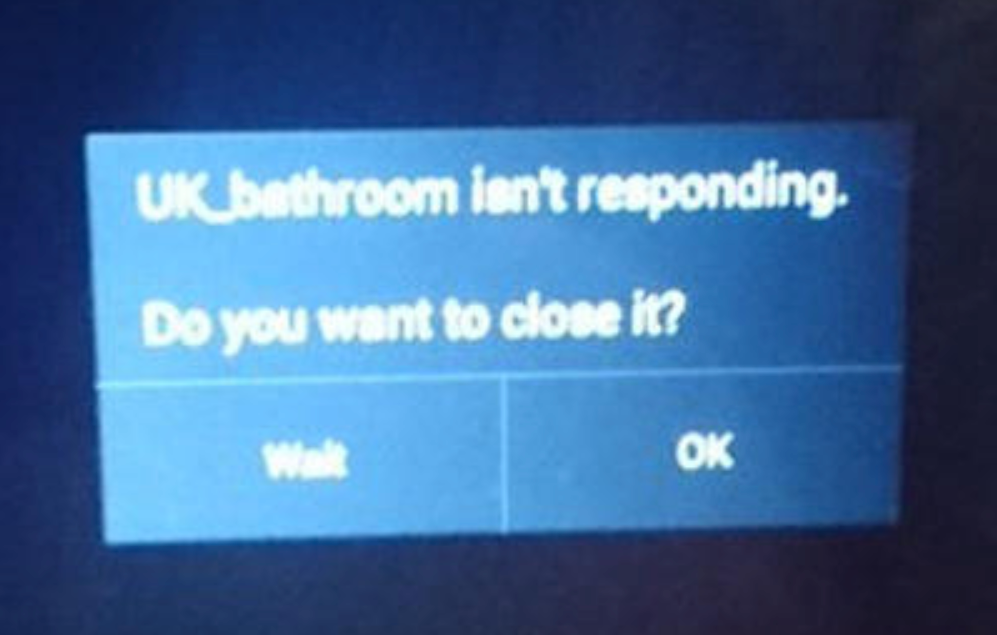 UK_bathroom isn't responding.
Do you want to close it?
Wait
OK